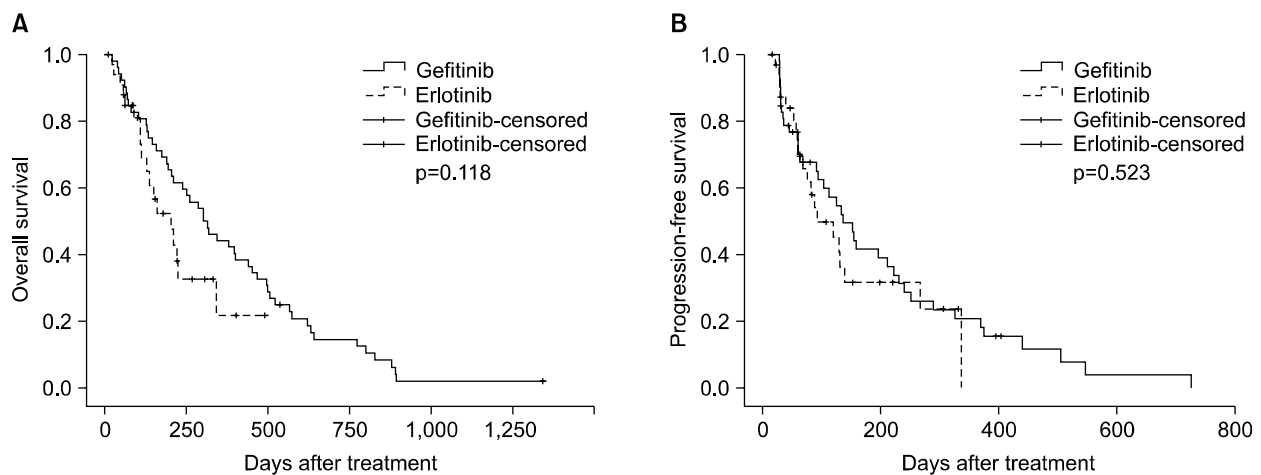 A
Overall survival
1.0
0.8
0.6
0.4
0.2
0.0
Gefitinib
Erlotinib
Gefitinib-censored
Erlotinib-censored
p=0.118
0 250 500 750 1,000 1,250
Days after treatment
B
Progression-free survival
1.0
0.8
0.6
0.4
0.2
0.0
Gefitinib
Erlotinib
Gefitinib-censored
Erlotinib-censored
p=0.523
0 200 400 600 800
Days after treatment